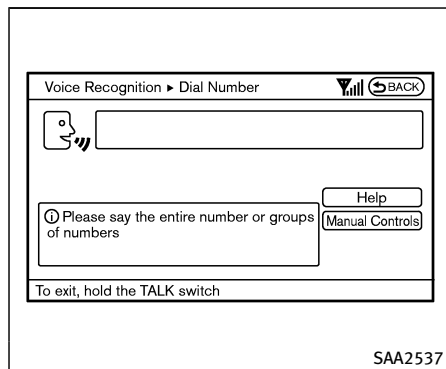 Voice Recognition ▸ Dial Number
BACK
Help
Manual Controls
Please say the entire number or groups
of numbers
To exit, hold the TALK switch
SAA2537